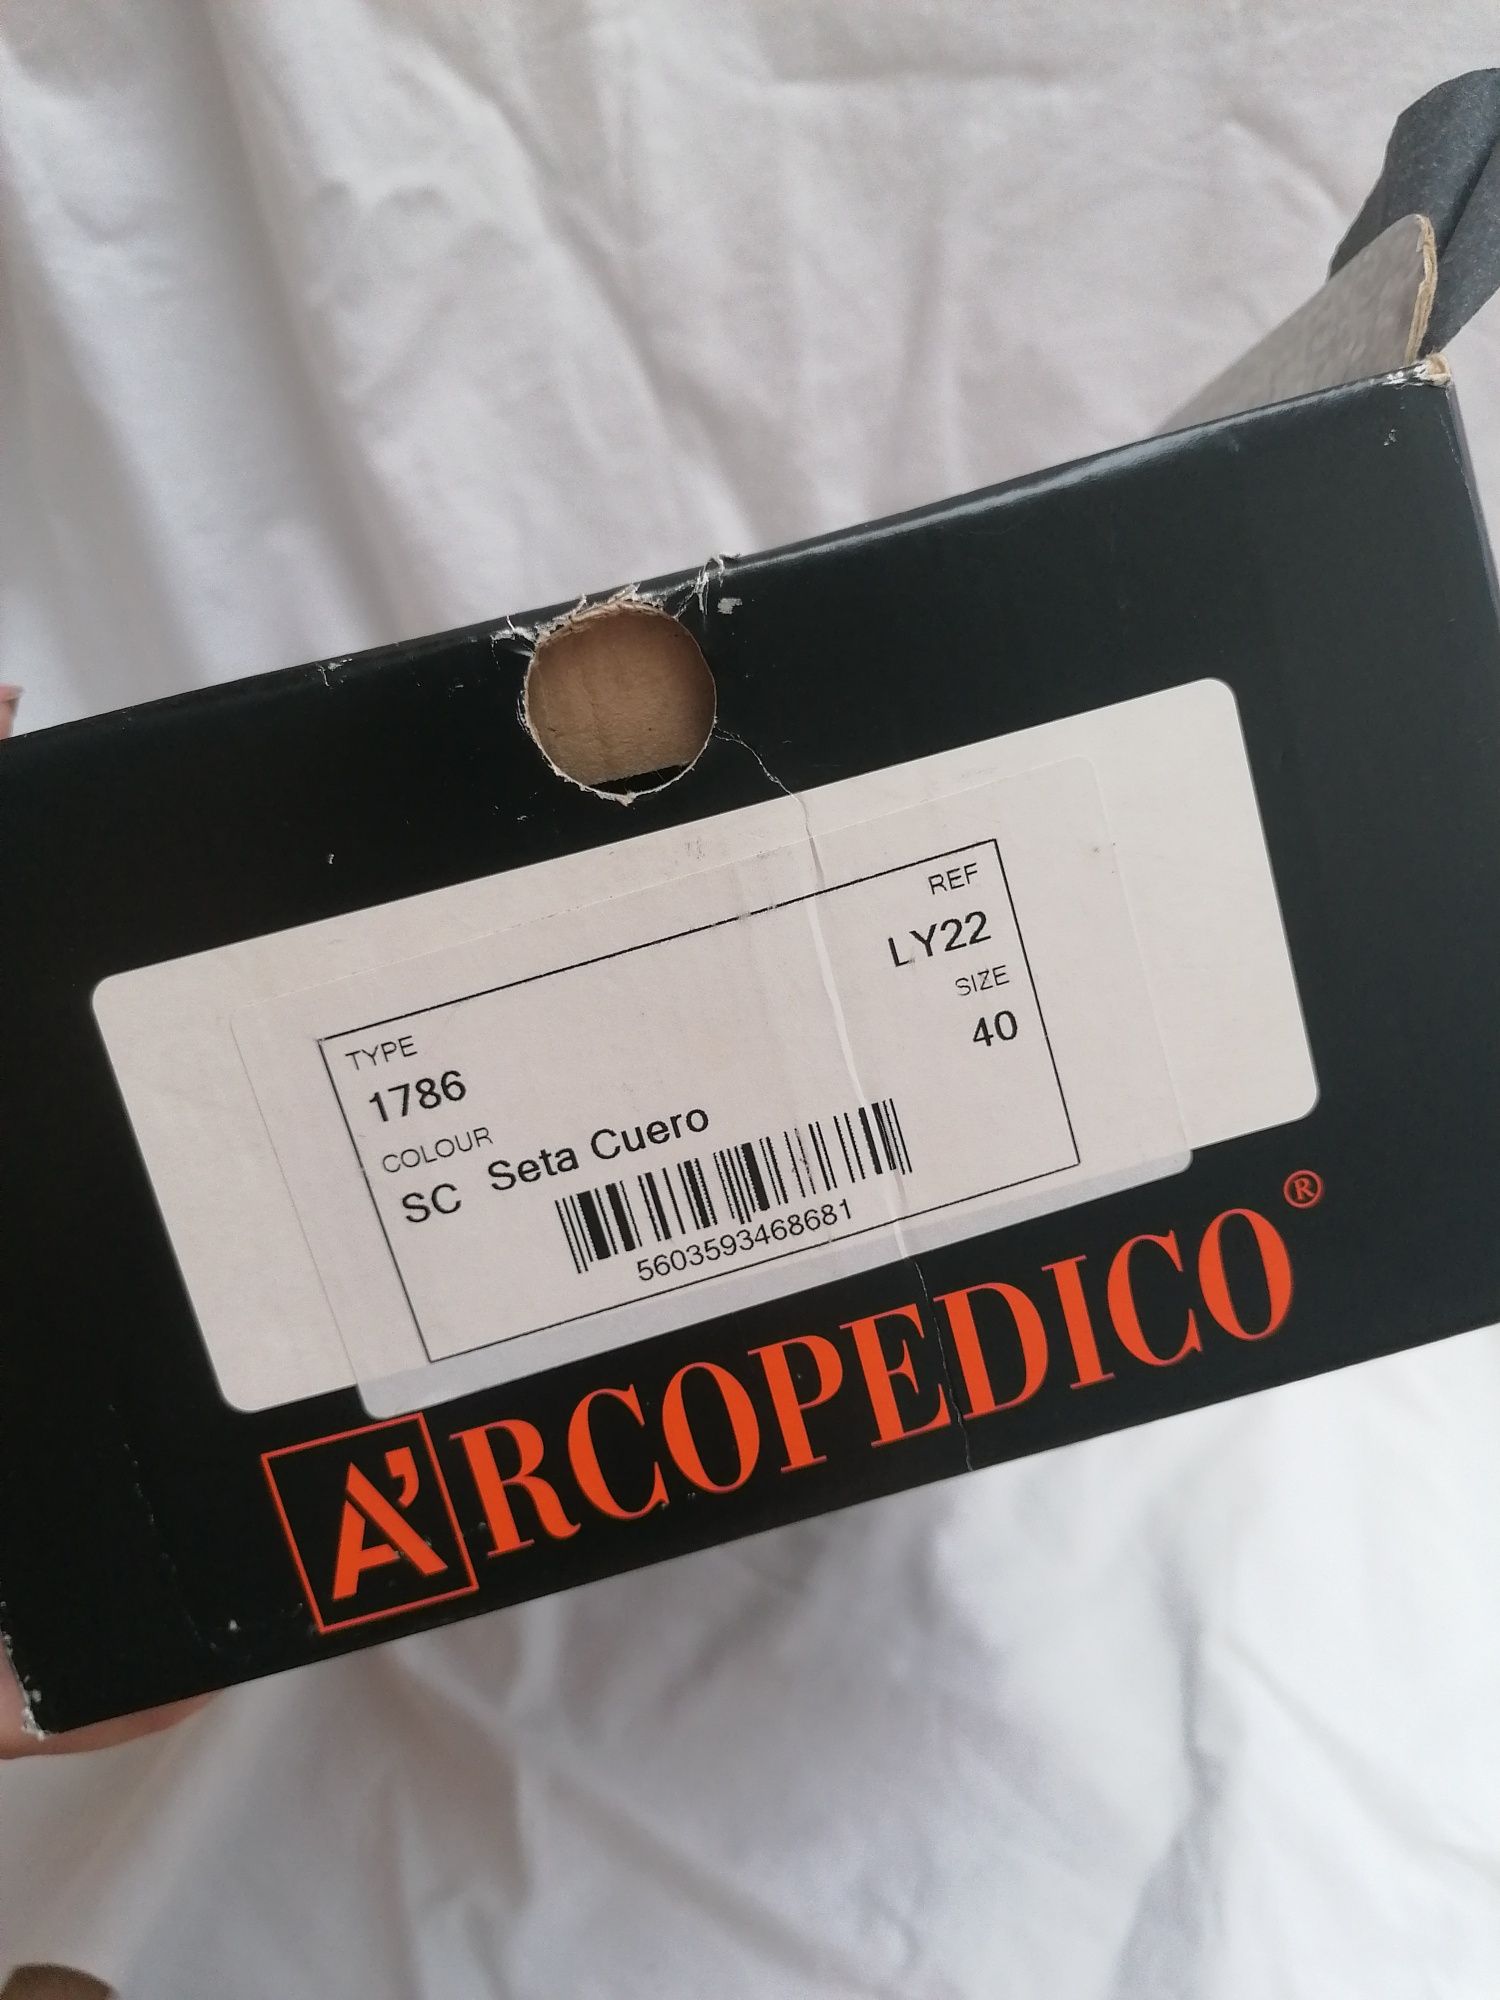 REF
LY22
SIZE
40
TYPE
1786
COLOUR
SC Seta Cuero
5603593468681
A'RCOPEDICO®